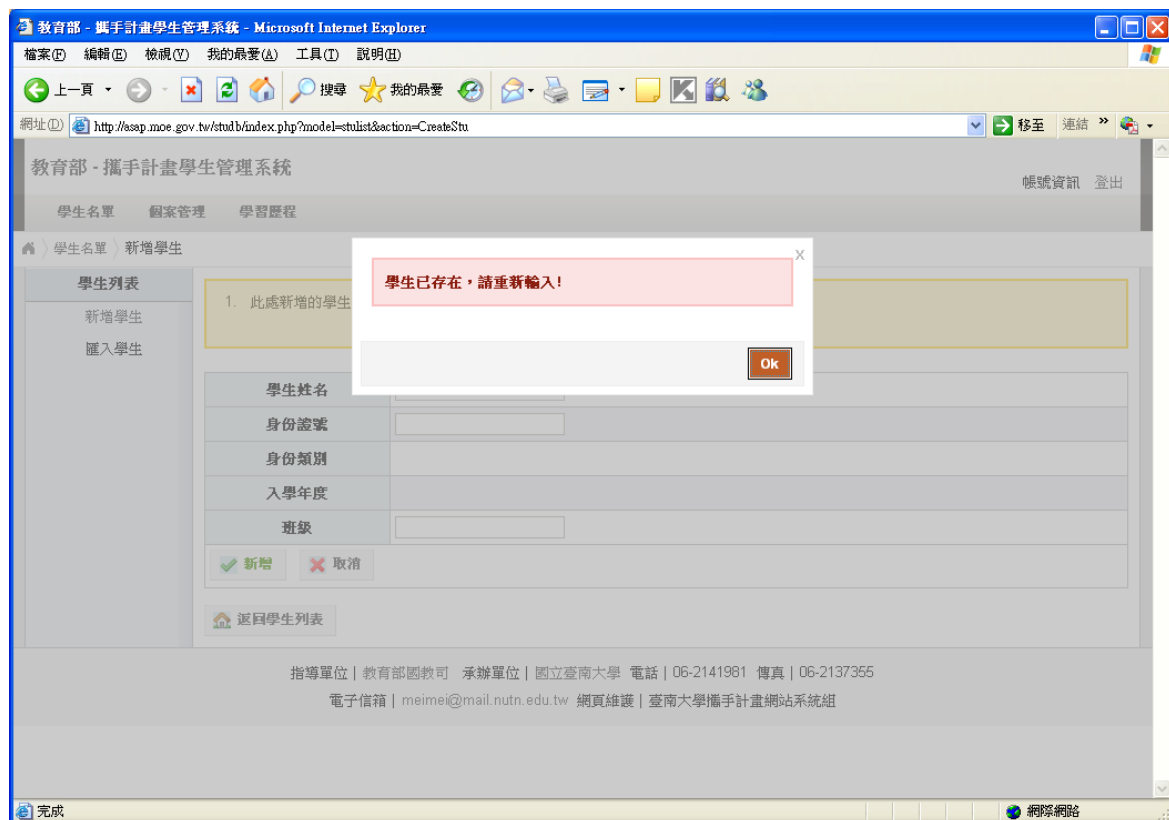 教育部 - 攜手計畫學生管理系統 - Microsoft Internet Explorer
檔案(F) 編輯(E) 檢視(V) 我的最愛(A) 工具(T) 說明(H)
上一頁 搜尋 我的最愛
網址(D) http://asap.moe.gov.tw/studb/index.php?model=stulist&action=CreateStu 移至 連結 »
教育部 - 攜手計畫學生管理系統
帳號資訊 登出
學生名單 個案管理 學習歷程
學生名單 新增學生
x
學生已存在，請重新輸入!
Ok
學生列表
新增學生
匯入學生
1. 此處新增的學生
學生姓名
身份證號
身份類別
入學年度
班級
新增 取消
返回學生列表
指導單位 | 教育部國教司 承辦單位 | 國立臺南大學 電話 | 06-2141981 傳真 | 06-2137355
電子信箱 | meimei@mail.nutn.edu.tw 網頁維護 | 臺南大學攜手計畫網站系統組
完成 網際網路